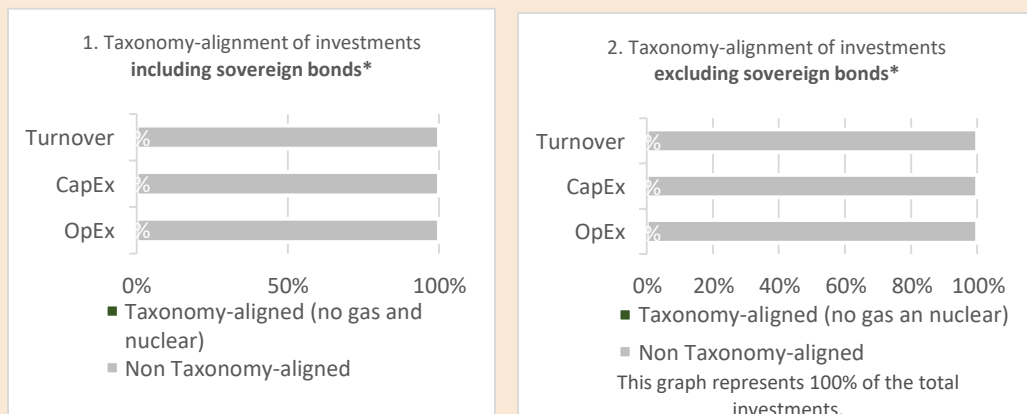 1. Taxonomy-alignment of investments
including sovereign bonds*
Turnover
%
CapEx
%
OpEx
%
0% 50% 100%
Taxonomy-aligned (no gas and
nuclear)
Non Taxonomy-aligned
2. Taxonomy-alignment of investments
excluding sovereign bonds*
Turnover
%
CapEx
%
OpEx
%
0% 20% 40% 60% 80% 100%
Taxonomy-aligned (no gas an nuclear)
Non Taxonomy-aligned
This graph represents 100% of the total
investments.